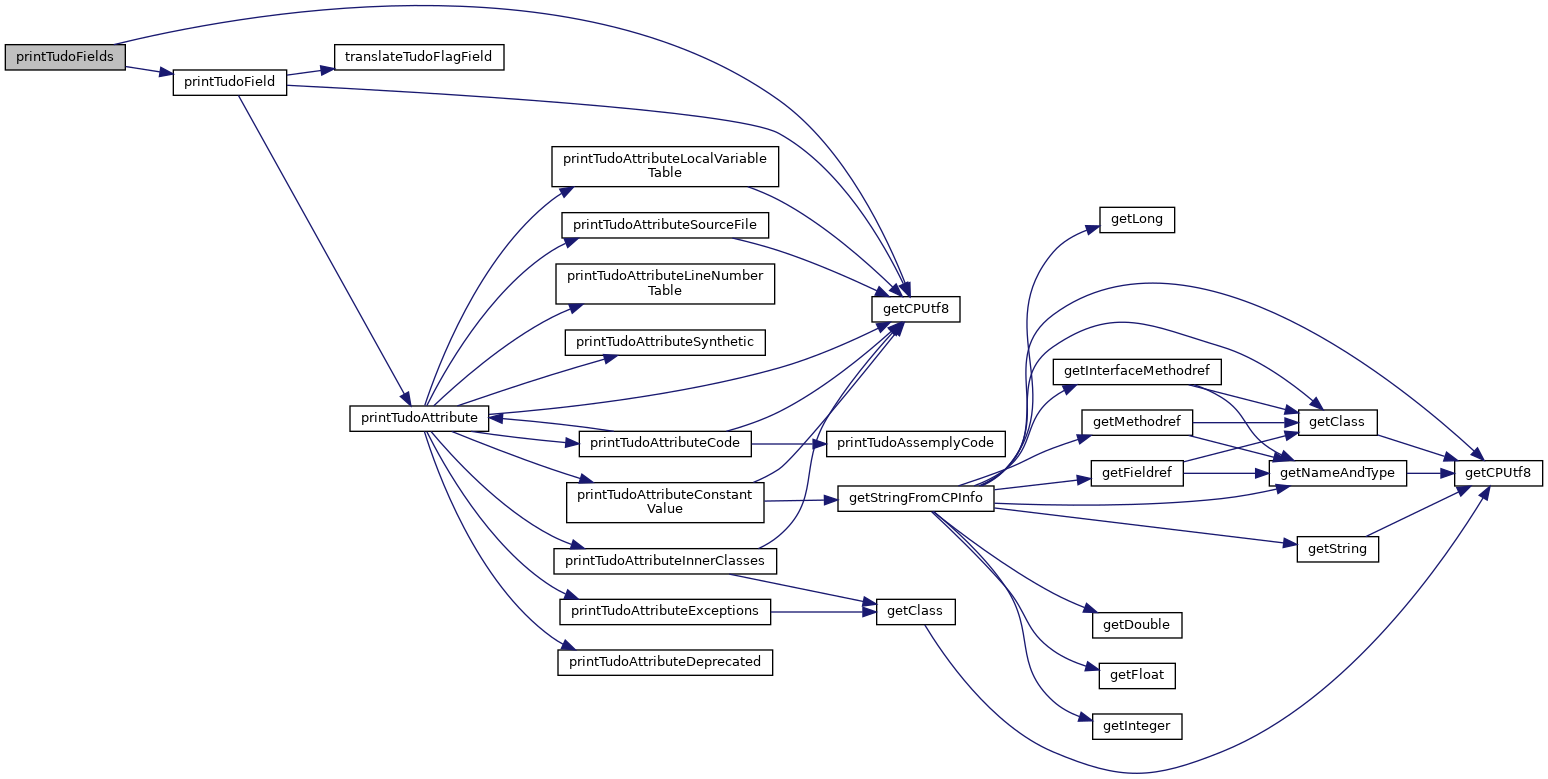 printTudoFields
printTudoField
translateTudoFlagField
printTudoAttribute
printTudoAttributeLocalVariable
Table
printTudoAttributeSourceFile
printTudoAttributeLineNumber
Table
printTudoAttributeSynthetic
printTudoAttributeCode
printTudoAttributeConstant
Value
printTudoAttributeInnerClasses
printTudoAttributeExceptions
printTudoAttributeDeprecated
getCPUtf8
printTudoAssemplyCode
getStringFromCPInfo
getClass
getLong
getInterfaceMethodref
getMethodref
getFieldref
getDouble
getFloat
getInteger
getClass
getNameAndType
getString
getCPUtf8